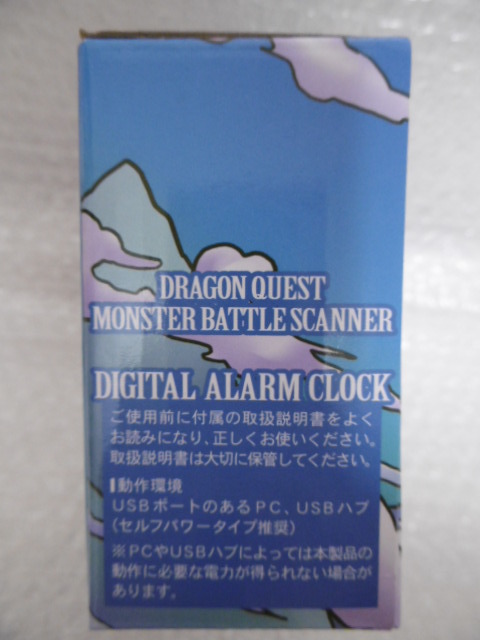 DRAGON QUEST
MONSTER BATTLE SCANNER
DIGITAL ALARM CLOCK
ご使用前に付属の取扱説明書をよく
お読みになり、正しくお使いください。
取扱説明書は大切に保管してください。
動作環境
USBポートのあるPC、USBハブ
(セルフパワータイプ推奨)
※PCやUSBハブによっては本製品の
動作に必要な電力が得られない場合が
あります。